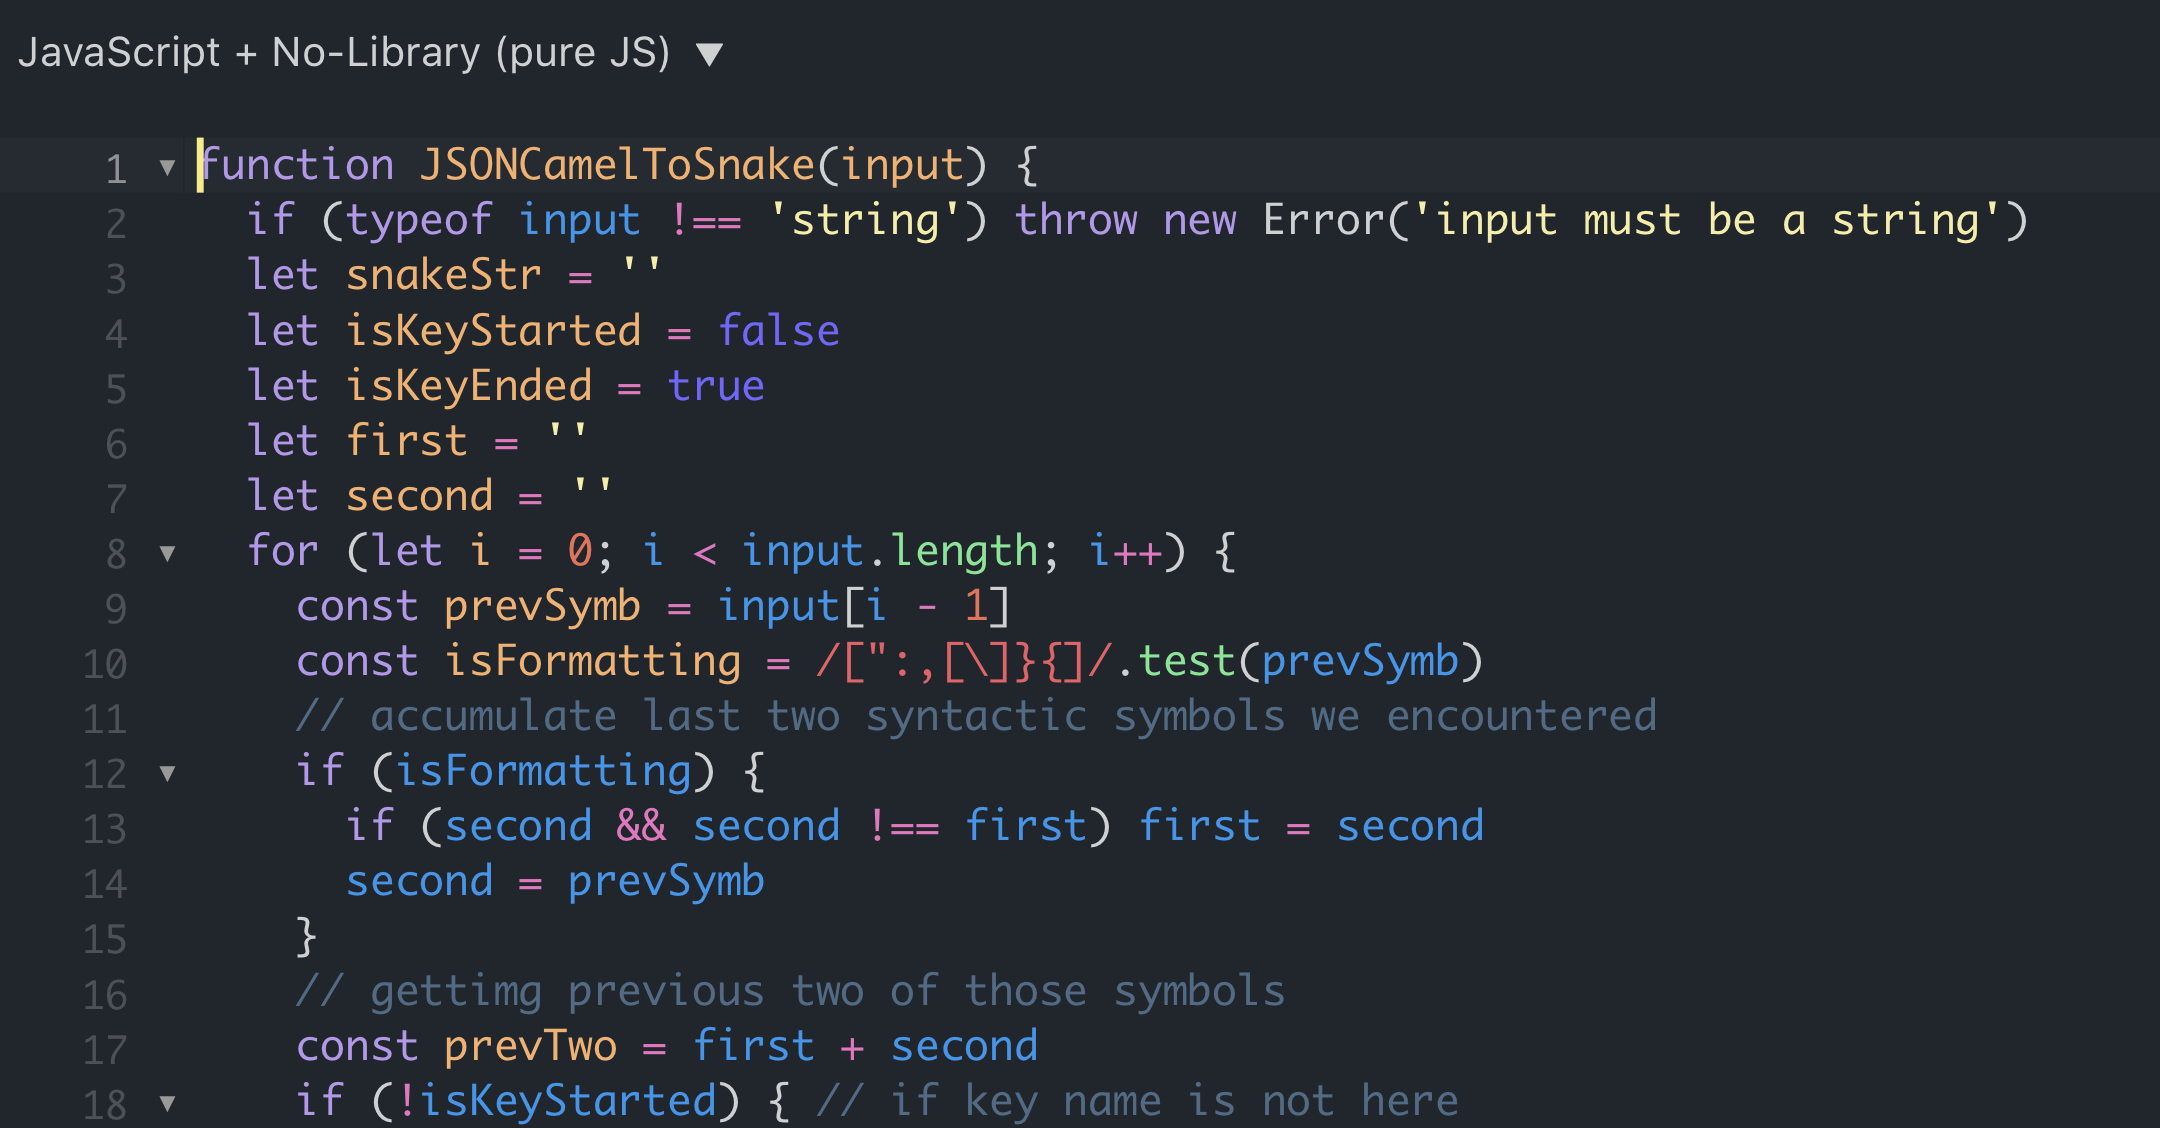 JavaScript + No-Library (pure JS) ▼
1 ▼ function JSONCamelToSnake(input) {
2 if (typeof input !== 'string') throw new Error('input must be a string')
3 let snakeStr = ''
4 let isKeyStarted = false
5 let isKeyEnded = true
6 let first = ''
7 let second = ''
8 ▼ for (let i = 0; i < input.length; i++) {
9 const prevSymb = input[i - 1]
10 const isFormatting = /[":,[\]}{]/.test(prevSymb)
11 // accumulate last two syntactic symbols we encountered
12 ▼ if (isFormatting) {
13 if (second && second !== first) first = second
14 second = prevSymb
15 }
16 // gettimg previous two of those symbols
17 const prevTwo = first + second
18 ▼ if (!isKeyStarted) { // if key name is not here